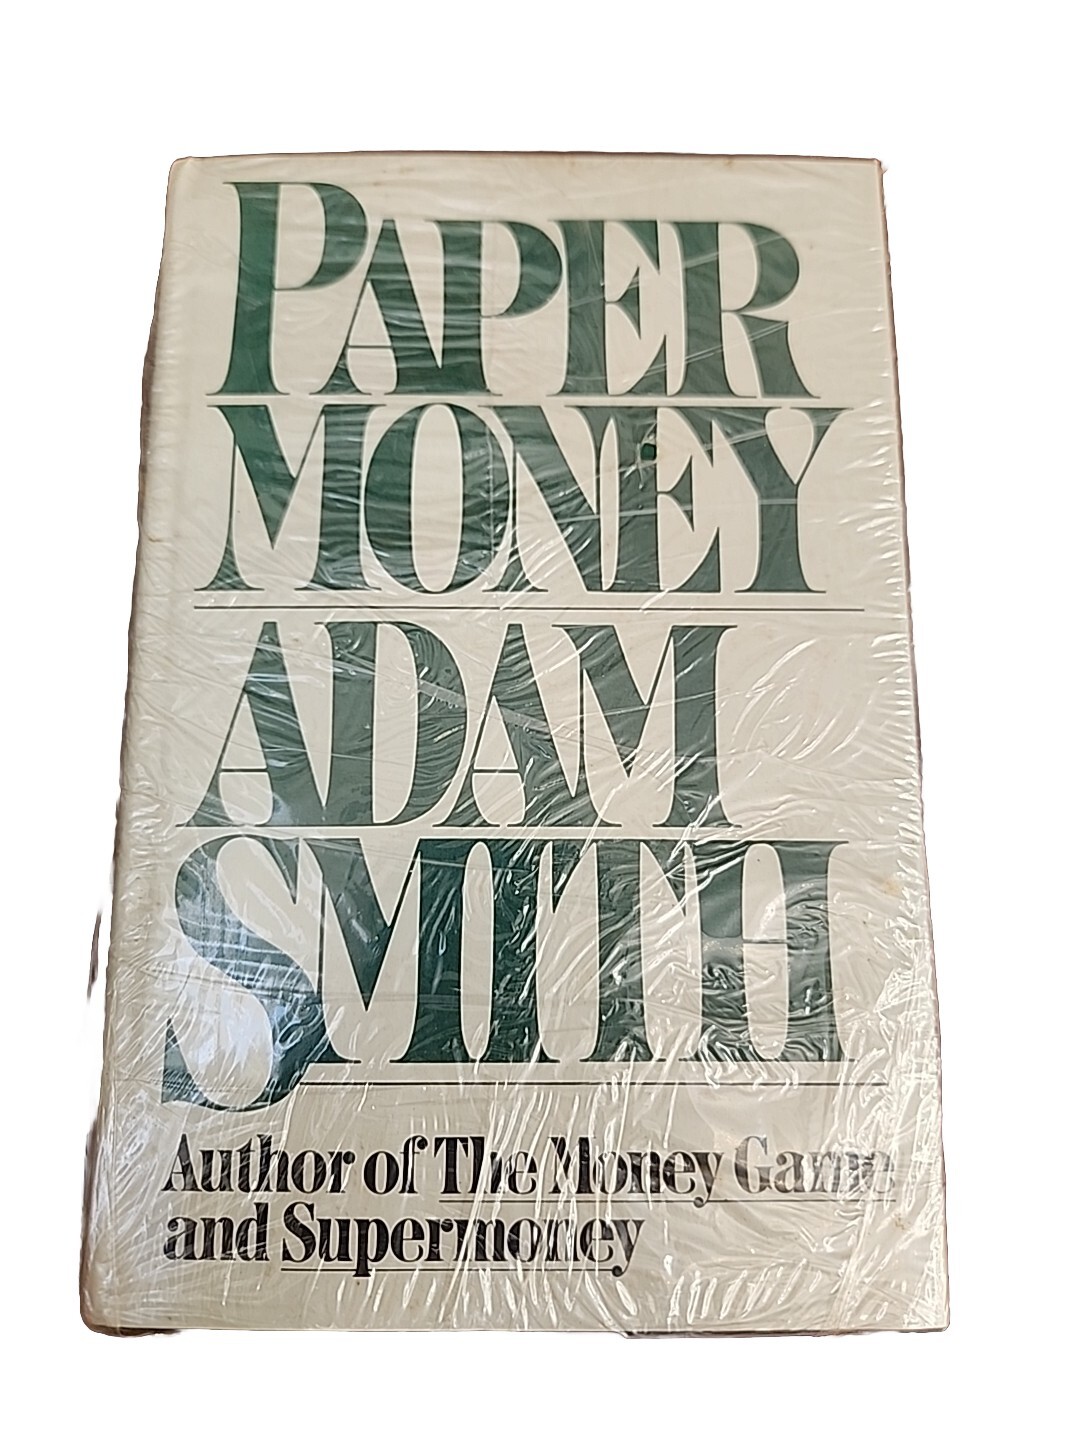 PAPER
MONEY
ADAM
SMITH
Author of The Money Game
and Supermoney